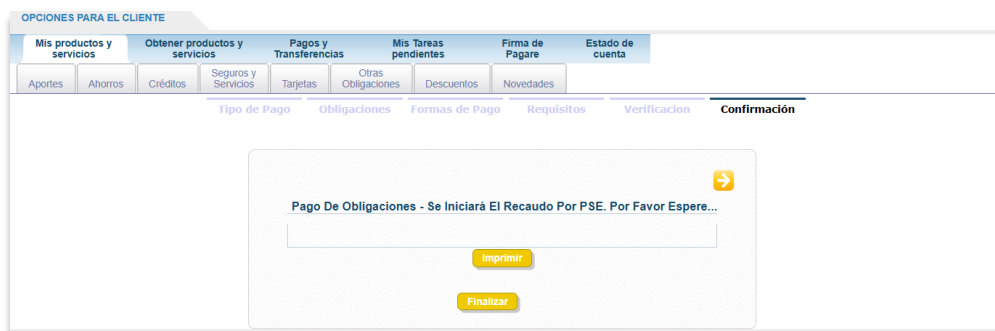 OPCIONES PARA EL CLIENTE
Mis productos y servicios
Obtener productos y servicios
Pagos y Transferencias
Mis Tareas pendientes
Firma de Pagare
Estado de cuenta
Aportes
Ahorros
Créditos
Seguros y Servicios
Tarjetas
Otras Obligaciones
Descuentos
Novedades
Tipo de Pago
Obligaciones
Formas de Pago
Requisitos
Verificacion
Confirmación
Pago De Obligaciones - Se Iniciará El Recaudo Por PSE. Por Favor Espere...
Imprimir
Finalizar